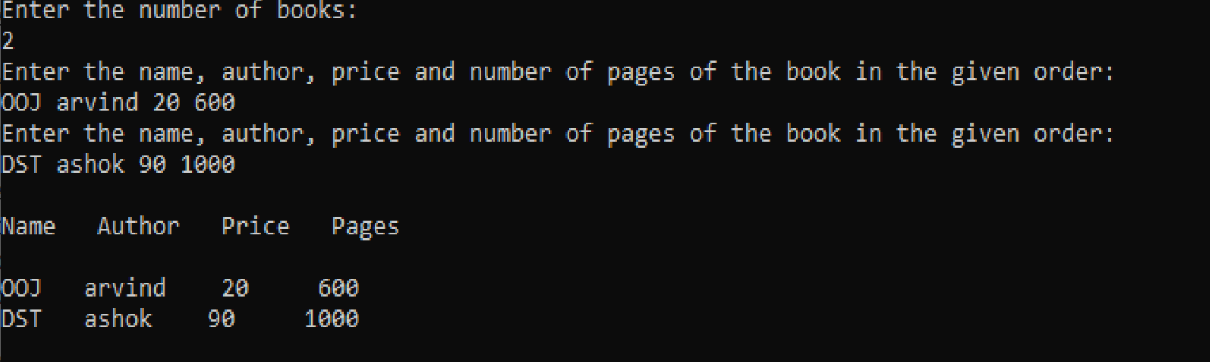 Enter the number of books:
2
Enter the name, author, price and number of pages of the book in the given order:
OOJ arvind 20 600
Enter the name, author, price and number of pages of the book in the given order:
DST ashok 90 1000
Name   Author   Price   Pages
OOJ   arvind    20     600
DST   ashok    90     1000